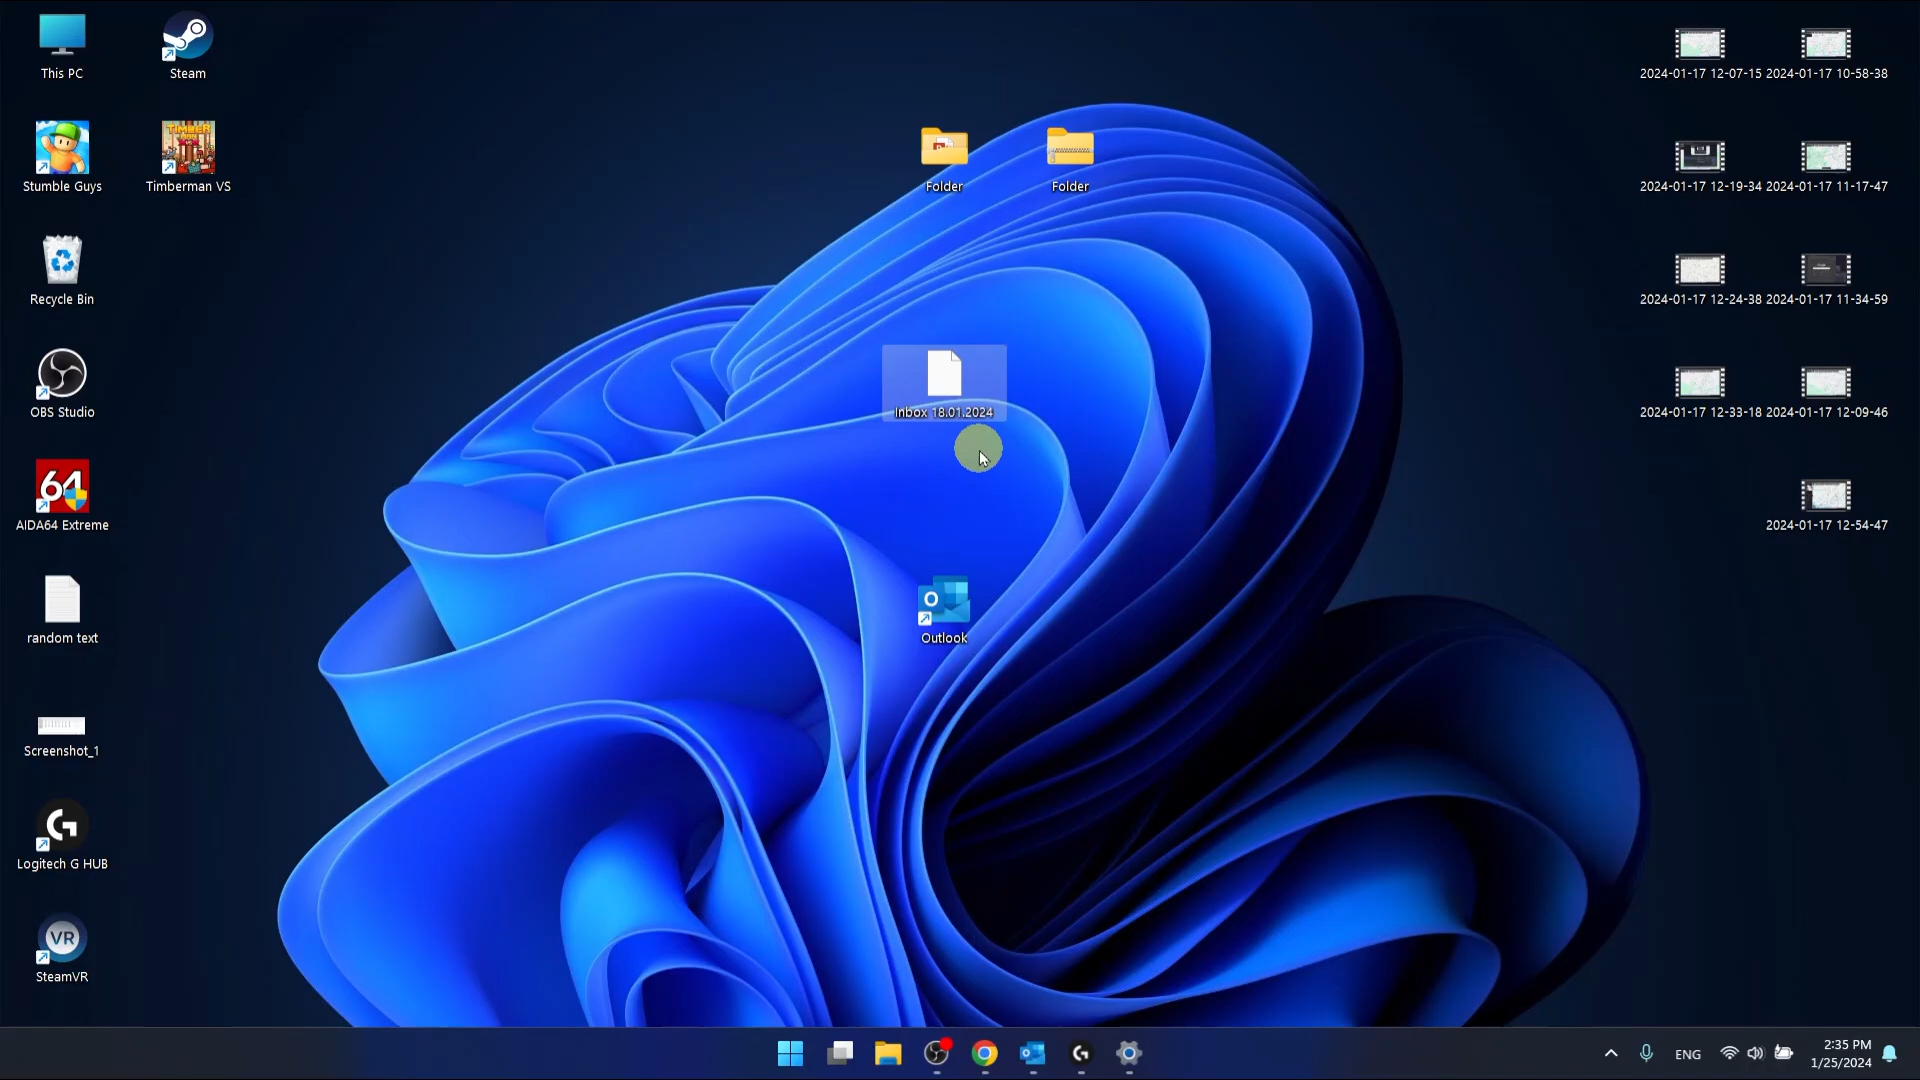 This PC
Steam
2024-01-17 12-07-15
2024-01-17 10-58-38
Stumble Guys
TIMBER
Timberman VS
Folder
Folder
2024-01-17 12-19-34
2024-01-17 11-17-47
Recycle Bin
2024-01-17 12-24-38
2024-01-17 11-34-59
OBS Studio
Inbox 18.01.2024
2024-01-17 12-33-18
2024-01-17 12-09-46
64
AIDA64 Extreme
2024-01-17 12-54-47
random text
O
Outlook
Screenshot_1
G
Logitech G HUB
VR
SteamVR
ENG
2:35 PM
1/25/2024